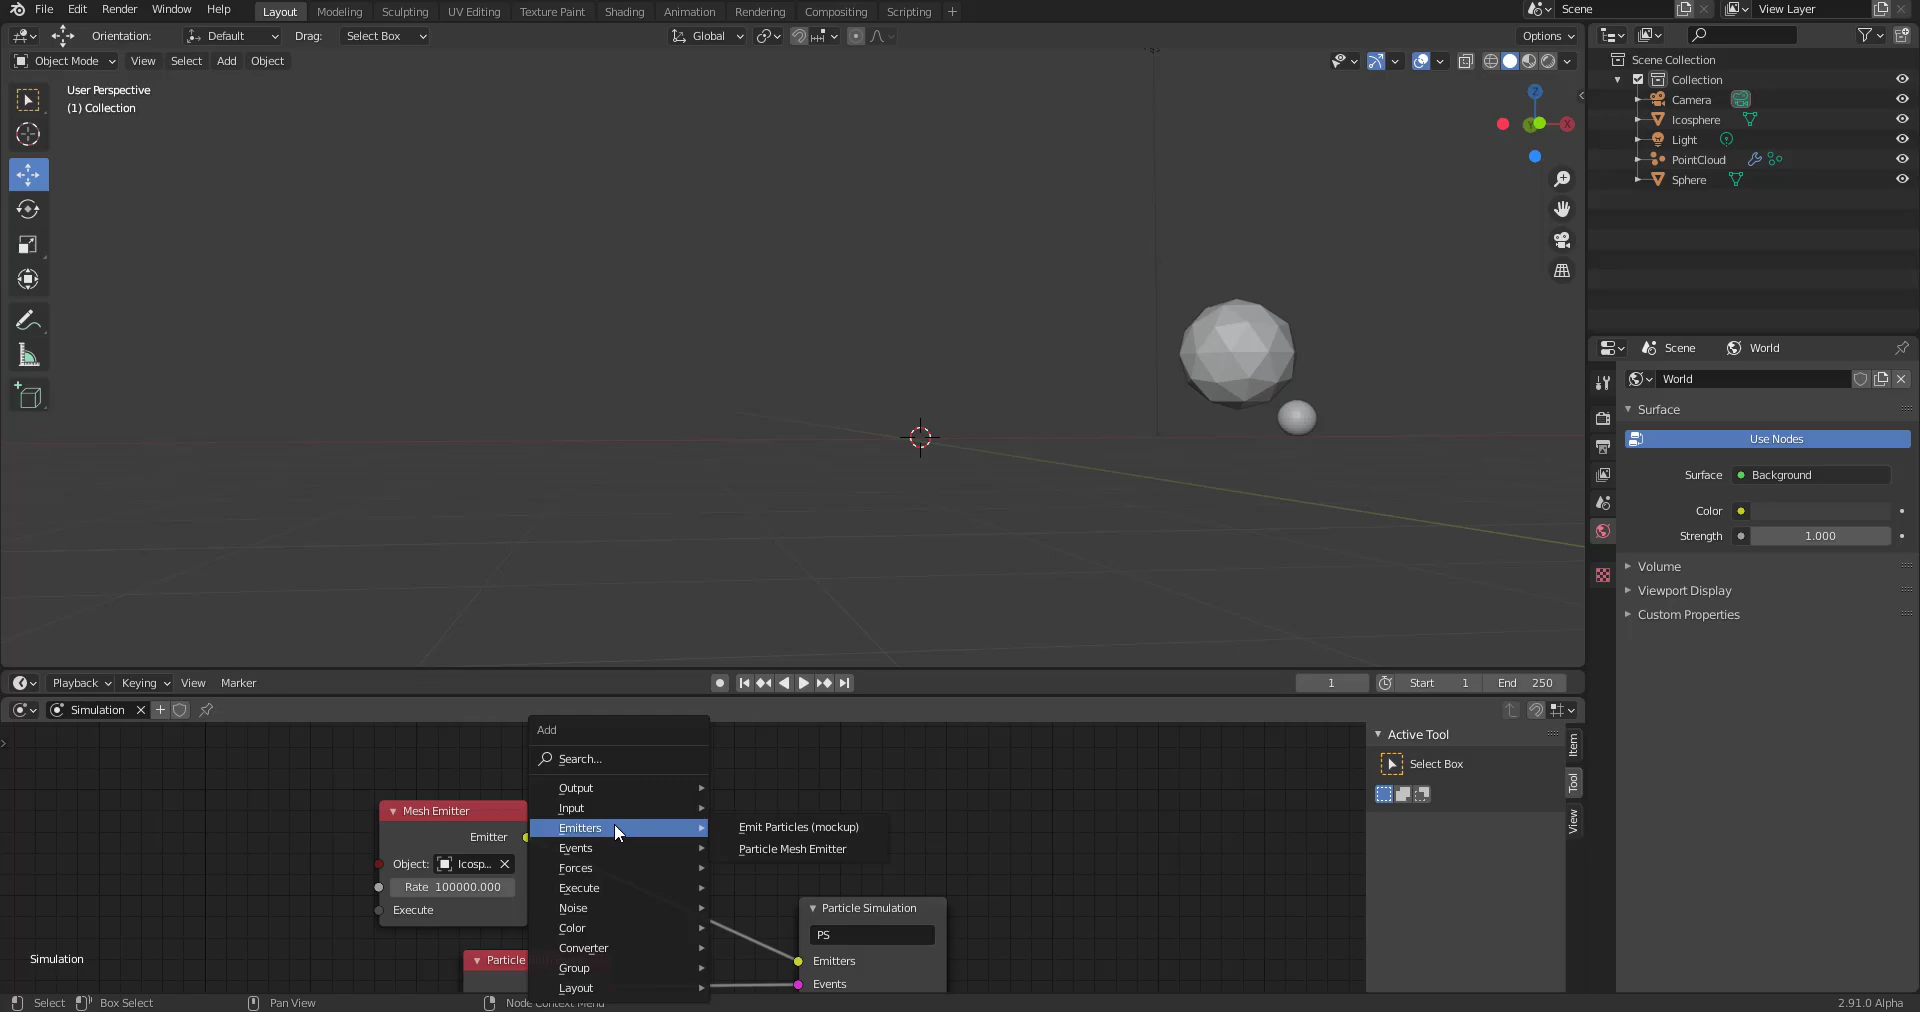 File Edit Render Window Help Layout Modeling Sculpting UV Editing Texture Paint Shading Animation Rendering Compositing Scripting Scene View Layer
Orientation: Default Drag: Select Box Global Options
Object Mode View Select Add Object
User Perspective
(1) Collection
Z
Y
X
Scene Collection
Collection
Camera
Icosphere
Light
PointCloud
Sphere
Scene World
World
Surface
Use Nodes
Surface Background
Color
Strength 1.000
Volume
Viewport Display
Custom Properties
Playback Keying View Marker 1 Start 1 End 250
Simulation
Add
Search...
Output
Input
Emitters
Events
Forces
Execute
Noise
Color
Converter
Group
Layout
Emit Particles (mockup)
Particle Mesh Emitter
Mesh Emitter
Emitter
Object: Icosp...
Rate 100000.000
Execute
Particle
Particle Simulation
PS
Emitters
Events
Active Tool
Select Box
Item
Tool
View
Simulation
Select Box Select Pan View Node Context Menu 2.91.0 Alpha